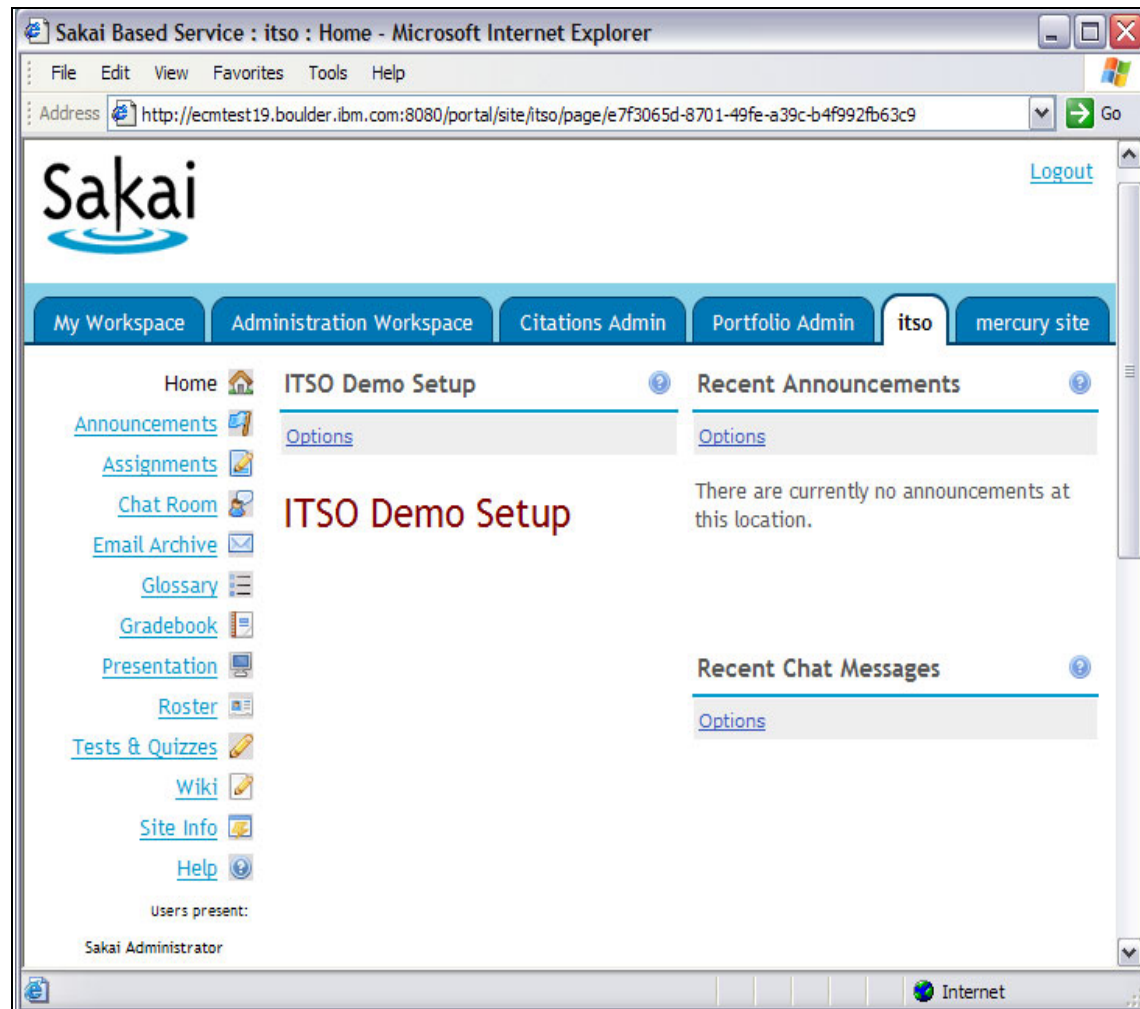 Sakai Based Service : itso : Home - Microsoft Internet Explorer
File Edit View Favorites Tools Help
Address http://ecmtest19.boulder.ibm.com:8080/portal/site/itso/page/e7f3065d-8701-49fe-a39c-b4f992fb63c9 Go
Sakai
Logout
My Workspace Administration Workspace Citations Admin Portfolio Admin itso mercury site
Home
Announcements
Assignments
Chat Room
Email Archive
Glossary
Gradebook
Presentation
Roster
Tests & Quizzes
Wiki
Site Info
Help
Users present:
Sakai Administrator
ITSO Demo Setup
Options
ITSO Demo Setup
Recent Announcements
Options
There are currently no announcements at
this location.
Recent Chat Messages
Options
Internet